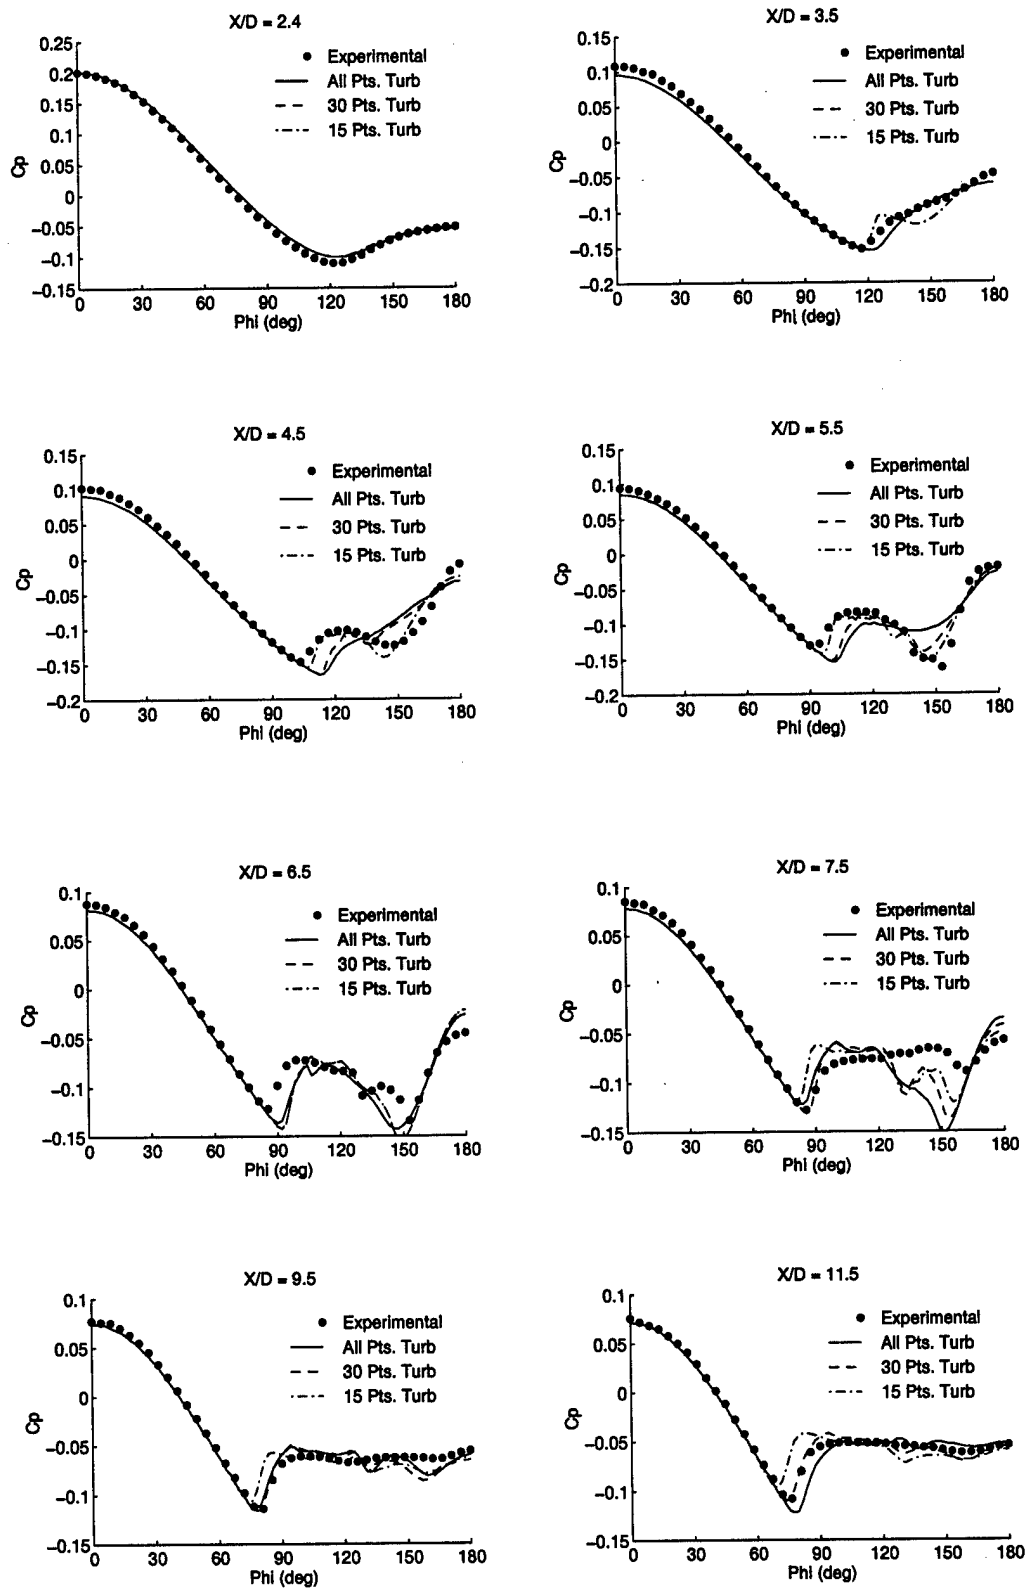 X/D = 2.4
0.25
0.2
0.15
0.1
0.05
0
−0.05
−0.1
−0.15
Cp
Experimental
All Pts. Turb
30 Pts. Turb
15 Pts. Turb
0 30 60 90 120 150 180
Phi (deg)
X/D = 3.5
0.15
0.1
0.05
0
−0.05
−0.1
−0.15
−0.2
Cp
Experimental
All Pts. Turb
30 Pts. Turb
15 Pts. Turb
0 30 60 90 120 150 180
Phi (deg)
X/D = 4.5
0.15
0.1
0.05
0
−0.05
−0.1
−0.15
−0.2
Cp
Experimental
All Pts. Turb
30 Pts. Turb
15 Pts. Turb
0 30 60 90 120 150 180
Phi (deg)
X/D = 5.5
0.15
0.1
0.05
0
−0.05
−0.1
−0.15
−0.2
Cp
Experimental
All Pts. Turb
30 Pts. Turb
15 Pts. Turb
0 30 60 90 120 150 180
Phi (deg)
X/D = 6.5
0.1
0.05
0
−0.05
−0.1
−0.15
Cp
Experimental
All Pts. Turb
30 Pts. Turb
15 Pts. Turb
0 30 60 90 120 150 180
Phi (deg)
X/D = 7.5
0.1
0.05
0
−0.05
−0.1
−0.15
Cp
Experimental
All Pts. Turb
30 Pts. Turb
15 Pts. Turb
0 30 60 90 120 150 180
Phi (deg)
X/D = 9.5
0.1
0.05
0
−0.05
−0.1
−0.15
Cp
Experimental
All Pts. Turb
30 Pts. Turb
15 Pts. Turb
0 30 60 90 120 150 180
Phi (deg)
X/D = 11.5
0.1
0.05
0
−0.05
−0.1
−0.15
Cp
Experimental
All Pts. Turb
30 Pts. Turb
15 Pts. Turb
0 30 60 90 120 150 180
Phi (deg)